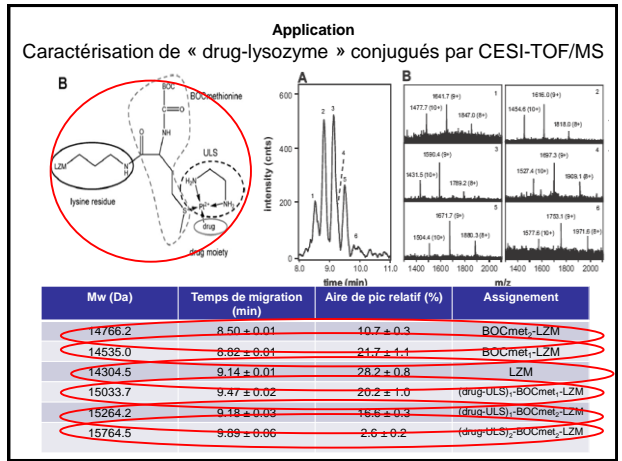 Application
Caractérisation de « drug-lysozyme » conjugués par CESI-TOF/MS
B
BOC
BOCmethionine
C
O
NH
O
ULS
LZM
N
H
H₂N
NH₂
S
Pt²⁺
lysine residue
drug
drug moiety
A
600
400
200
0
intensity (cnts)
1
2
3
4
5
6
8.0
9.0
10.0
11.0
time (min)
B
1
1641.7 (9+)
1477.7 (10+)
1847.0 (8+)
2
1616.0 (9+)
1454.6 (10+)
1818.0 (8+)
3
1590.4 (9+)
1431.5 (10+)
1789.2 (8+)
4
1697.3 (9+)
1527.4 (10+)
1909.1 (8+)
5
1671.7 (9+)
1504.4 (10+)
1880.3 (8+)
6
1753.1 (9+)
1577.6 (10+)
1971.6 (8+)
1400 1600 1800 2000
1400 1600 1800 2000
m/z
Mw (Da) Temps de migration (min) Aire de pic relatif (%) Assignement
14766.2 8.50 ± 0.01 10.7 ± 0.3 BOCmet₂-LZM
14535.0 8.82 ± 0.01 21.7 ± 1.1 BOCmet₁-LZM
14304.5 9.14 ± 0.01 28.2 ± 0.8 LZM
15033.7 9.47 ± 0.02 20.2 ± 1.0 (drug-ULS)₁-BOCmet₁-LZM
15264.2 9.18 ± 0.03 16.6 ± 0.3 (drug-ULS)₁-BOCmet₂-LZM
15764.5 9.89 ± 0.06 2.6 ± 0.2 (drug-ULS)₂-BOCmet₂-LZM